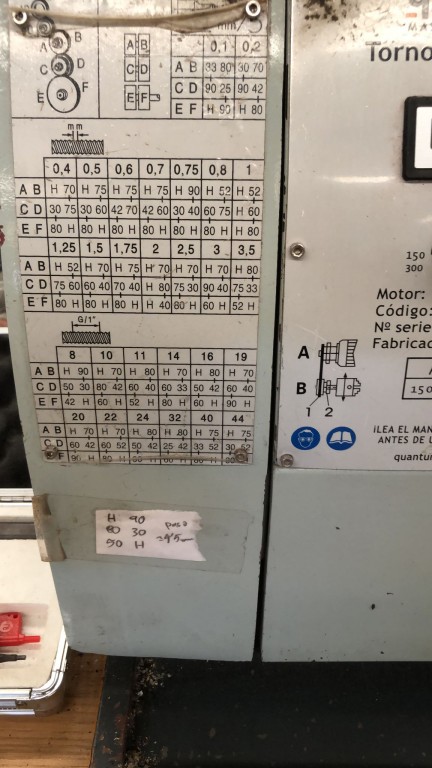 A B
C D
E F
A B
C D
E F
mm
0,1 0,2
A B 33 80 30 70
C D 90 25 90 42
E F H 90 H 80
mm
0,4 0,5 0,6 0,7 0,75 0,8 1
A B H 70 H 75 H 75 H 75 H 90 H 52 H 52
C D 30 75 30 60 42 70 42 60 30 40 60 75 H 60
E F 80 H 80 H 80 H 80 H 80 H 80 H 80 H
1,25 1,5 1,75 2 2,5 3 3,5
A B H 52 H 70 H 75 H 70 H 70 H 70 H 80
C D 75 60 60 40 70 40 H 80 75 30 90 40 75 33
E F 80 H 80 H 80 H H 40 80 H 60 H 52 H
G/1"
8 10 11 14 16 19
A B H 90 H 70 H 80 H 70 H 80 H 70
C D 50 30 80 42 60 40 60 33 50 42 60 40
E F 42 H 60 H 52 H 80 H 60 H 90 H
20 22 24 32 40 44
A B H 70 H 70 H 70 H 80 H 75 H 75
C D 60 42 60 52 50 42 25 42 33 52 30 52
H 90
60 30
50 H
Torno
150
300
Motor:
Código:
Nº serie
Fabricac
A
B
1 2
150
¡LEA EL MAN
ANTES DE U
quantu